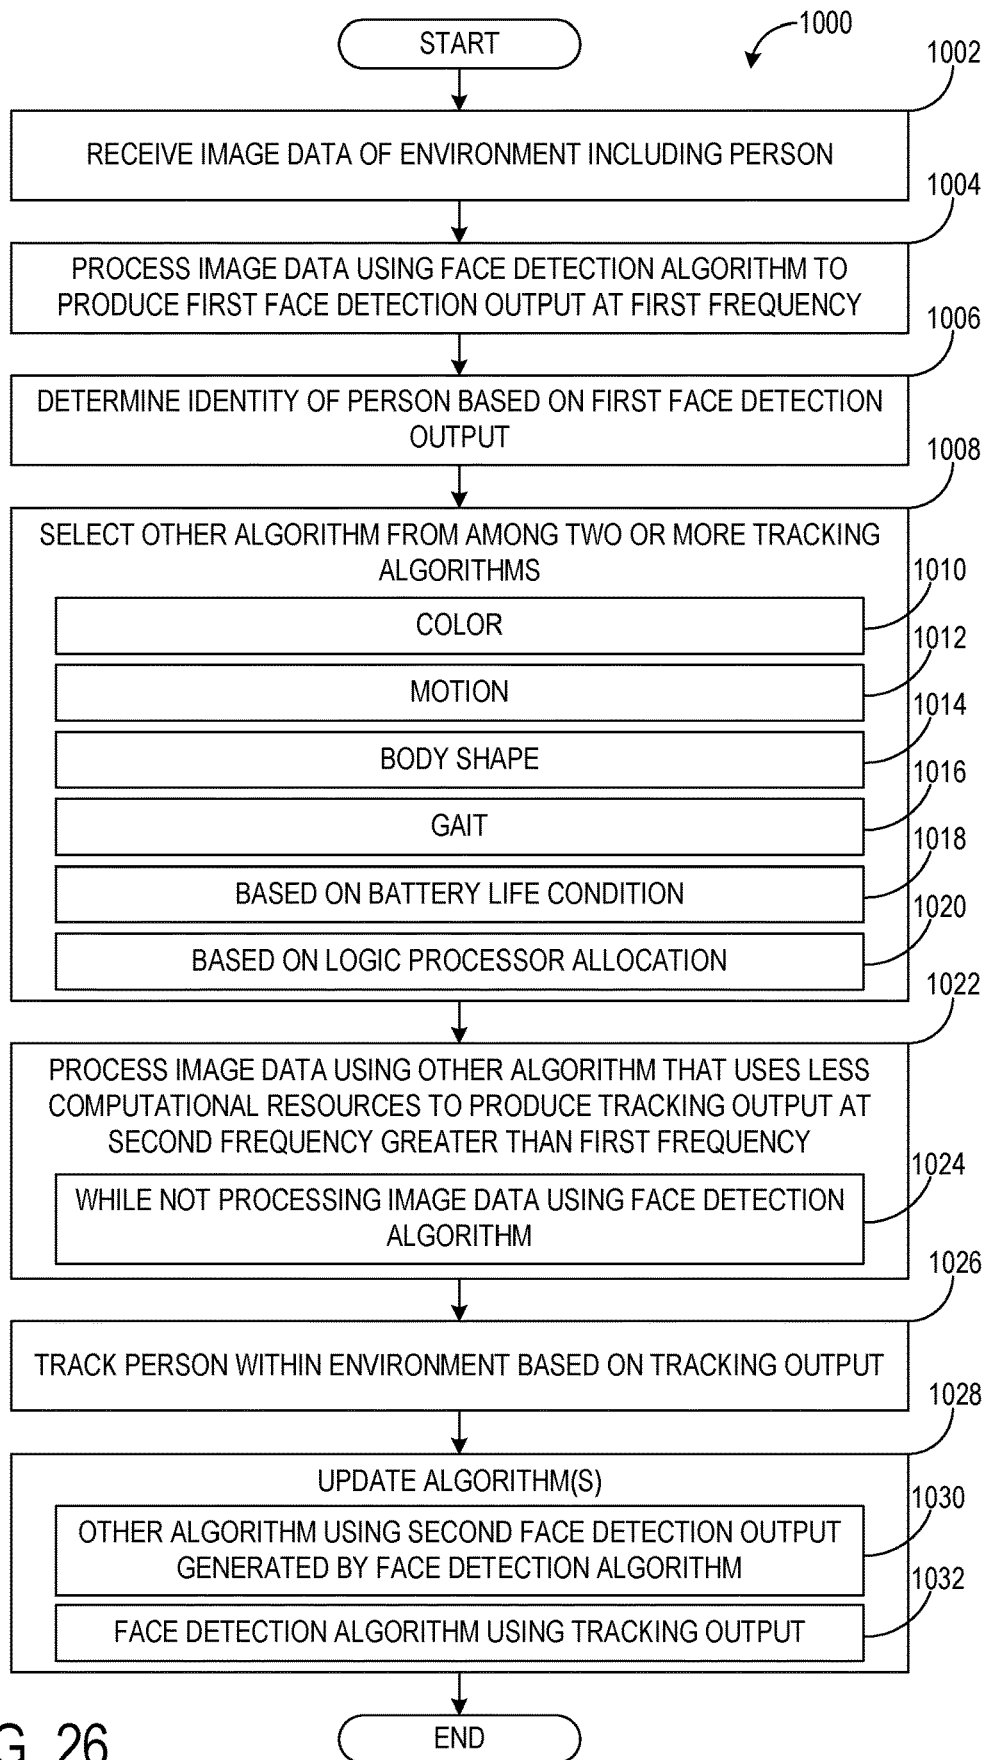 START
1000
1002
RECEIVE IMAGE DATA OF ENVIRONMENT INCLUDING PERSON
1004
PROCESS IMAGE DATA USING FACE DETECTION ALGORITHM TO
PRODUCE FIRST FACE DETECTION OUTPUT AT FIRST FREQUENCY
1006
DETERMINE IDENTITY OF PERSON BASED ON FIRST FACE DETECTION
OUTPUT
1008
SELECT OTHER ALGORITHM FROM AMONG TWO OR MORE TRACKING
ALGORITHMS
1010
COLOR
1012
MOTION
1014
BODY SHAPE
1016
GAIT
1018
BASED ON BATTERY LIFE CONDITION
1020
BASED ON LOGIC PROCESSOR ALLOCATION
1022
PROCESS IMAGE DATA USING OTHER ALGORITHM THAT USES LESS
COMPUTATIONAL RESOURCES TO PRODUCE TRACKING OUTPUT AT
SECOND FREQUENCY GREATER THAN FIRST FREQUENCY
1024
WHILE NOT PROCESSING IMAGE DATA USING FACE DETECTION
ALGORITHM
1026
TRACK PERSON WITHIN ENVIRONMENT BASED ON TRACKING OUTPUT
1028
UPDATE ALGORITHM(S)
1030
OTHER ALGORITHM USING SECOND FACE DETECTION OUTPUT
GENERATED BY FACE DETECTION ALGORITHM
1032
FACE DETECTION ALGORITHM USING TRACKING OUTPUT
END
26